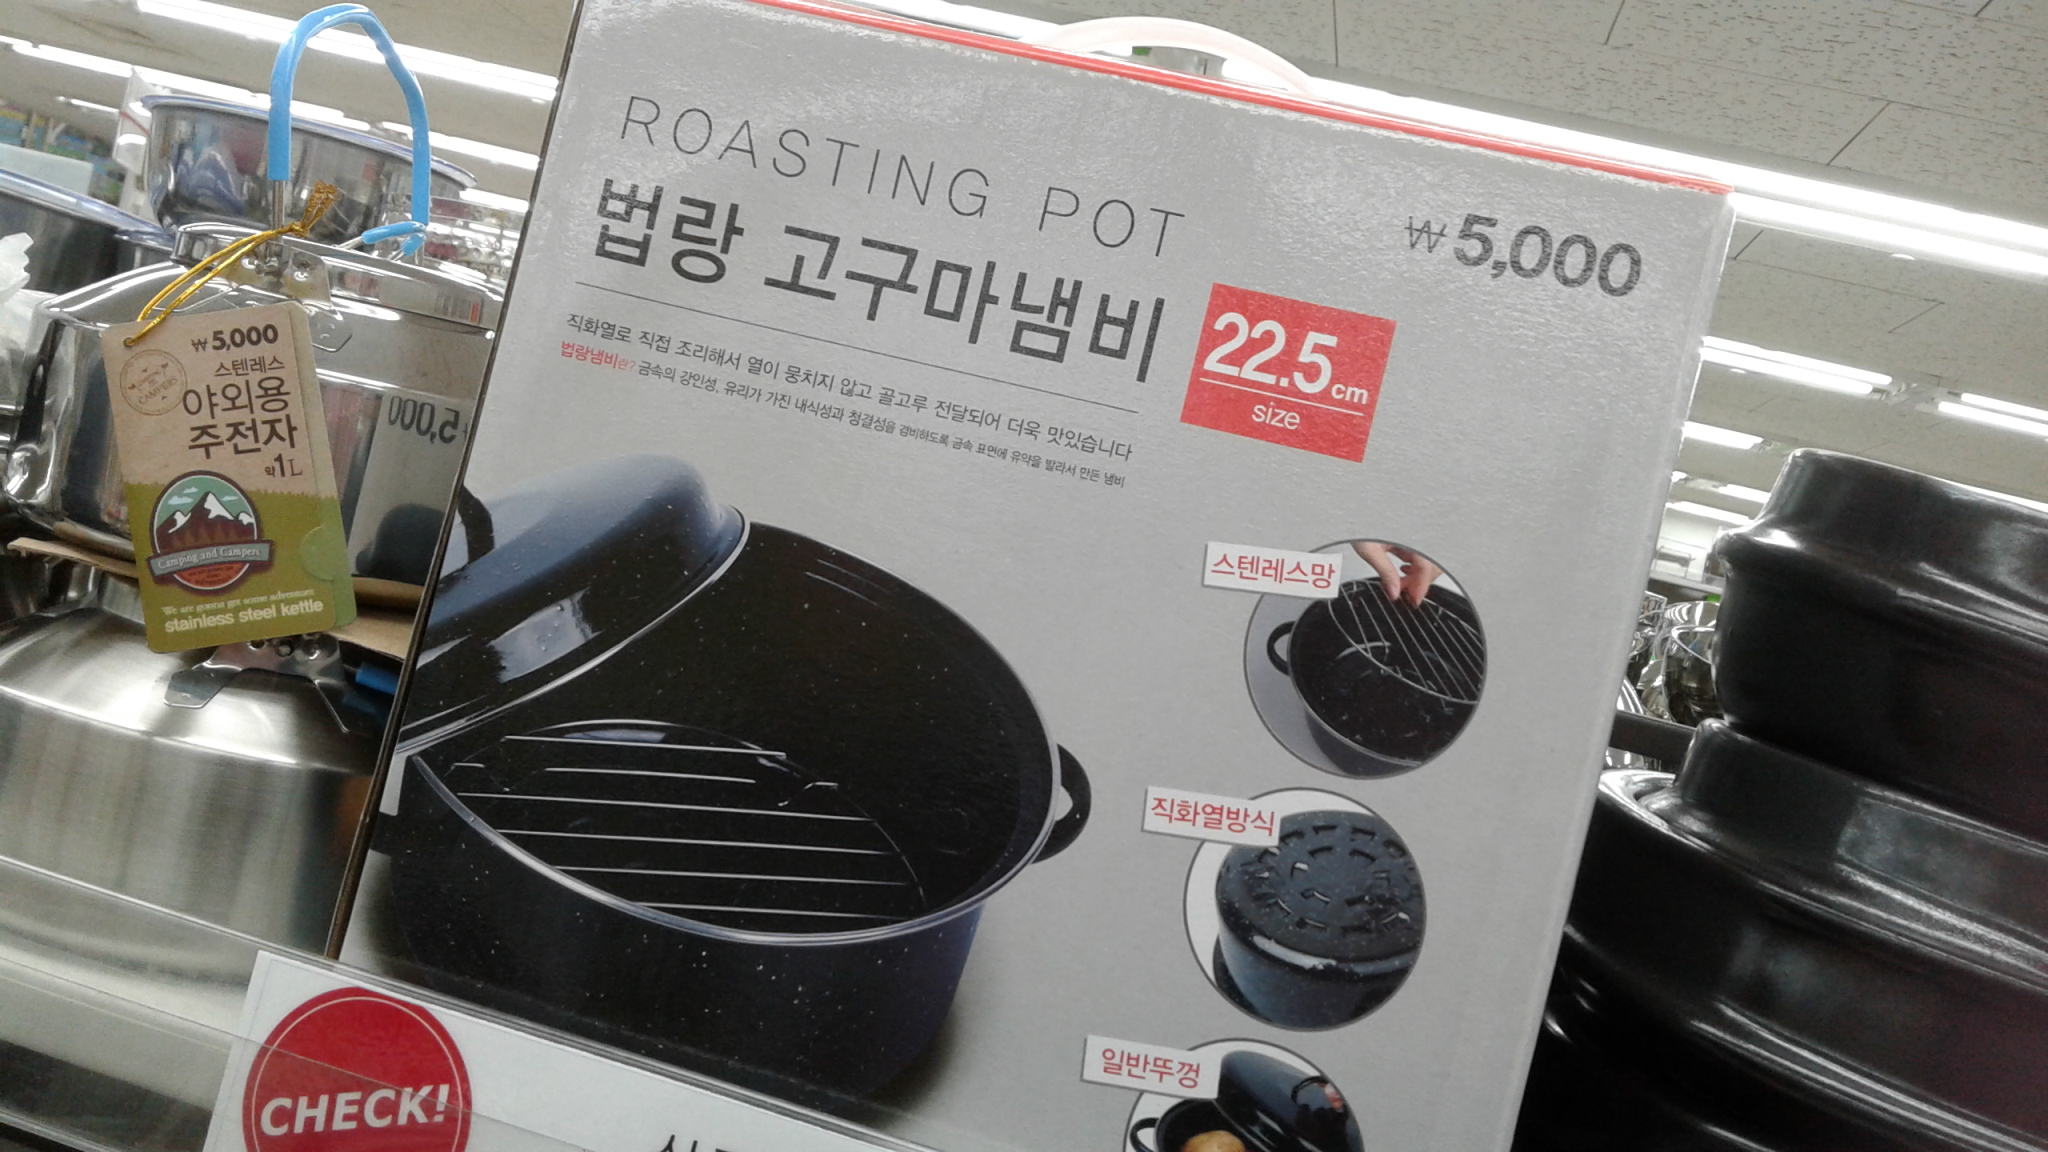 ROASTING POT
법랑 고구마냄비
₩5,000
22.5cm
size
직화열로 직접 조리해서 열이 뭉치지 않고 골고루 전달되어 더욱 맛있습니다
법랑냄비란? 금속의 강인성, 유리가 가진 내식성과 청결성을 겸비하도록 금속 표면에 유약을 발라서 만든 냄비
스텐레스망
직화열방식
일반뚜껑
₩5,000
스텐레스
야외용
주전자
약1L
CAMPERS
Camping and Campers
We are gonna get some adventure
stainless steel kettle
5,000
CHECK!